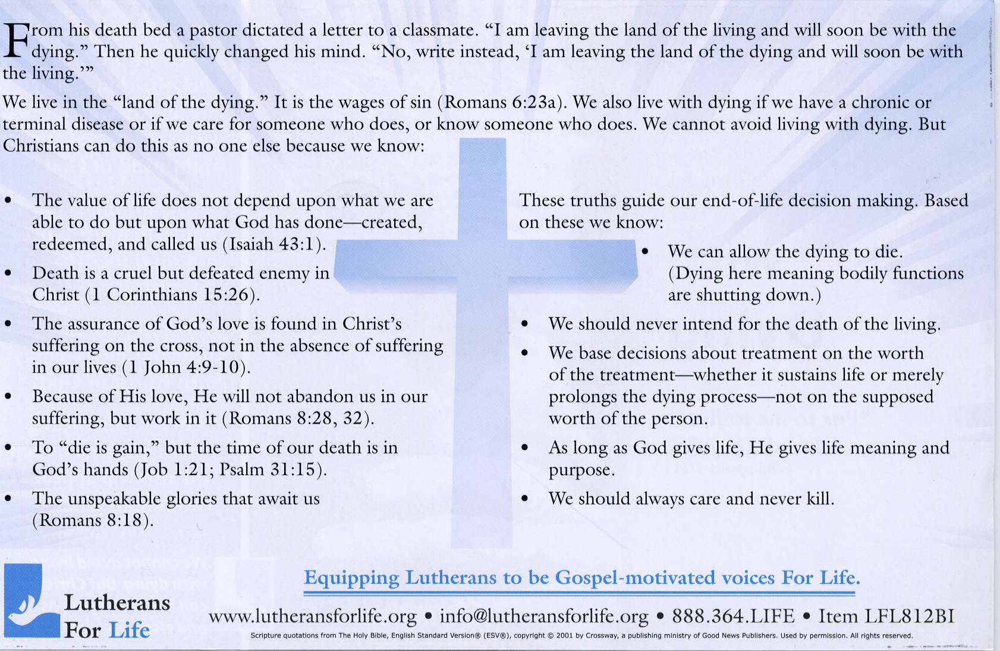 From his death bed a pastor dictated a letter to a classmate. “I am leaving the land of the living and will soon be with the
dying.” Then he quickly changed his mind. “No, write instead, ‘I am leaving the land of the dying and will soon be with
the living.’”
We live in the “land of the dying.” It is the wages of sin (Romans 6:23a). We also live with dying if we have a chronic or
terminal disease or if we care for someone who does, or know someone who does. We cannot avoid living with dying. But
Christians can do this as no one else because we know:
• The value of life does not depend upon what we are
able to do but upon what God has done—created,
redeemed, and called us (Isaiah 43:1).
• Death is a cruel but defeated enemy in
Christ (1 Corinthians 15:26).
• The assurance of God’s love is found in Christ’s
suffering on the cross, not in the absence of suffering
in our lives (1 John 4:9-10).
• Because of His love, He will not abandon us in our
suffering, but work in it (Romans 8:28, 32).
• To “die is gain,” but the time of our death is in
God’s hands (Job 1:21; Psalm 31:15).
• The unspeakable glories that await us
(Romans 8:18).
These truths guide our end-of-life decision making. Based
on these we know:
• We can allow the dying to die.
(Dying here meaning bodily functions
are shutting down.)
• We should never intend for the death of the living.
• We base decisions about treatment on the worth
of the treatment—whether it sustains life or merely
prolongs the dying process—not on the supposed
worth of the person.
• As long as God gives life, He gives life meaning and
purpose.
• We should always care and never kill.
Equipping Lutherans to be Gospel-motivated voices For Life.
Lutherans
For Life
www.lutheransforlife.org • info@lutheransforlife.org • 888.364.LIFE • Item LFL812BI
Scripture quotations from The Holy Bible, English Standard Version® (ESV®), copyright © 2001 by Crossway, a publishing ministry of Good News Publishers. Used by permission. All rights reserved.